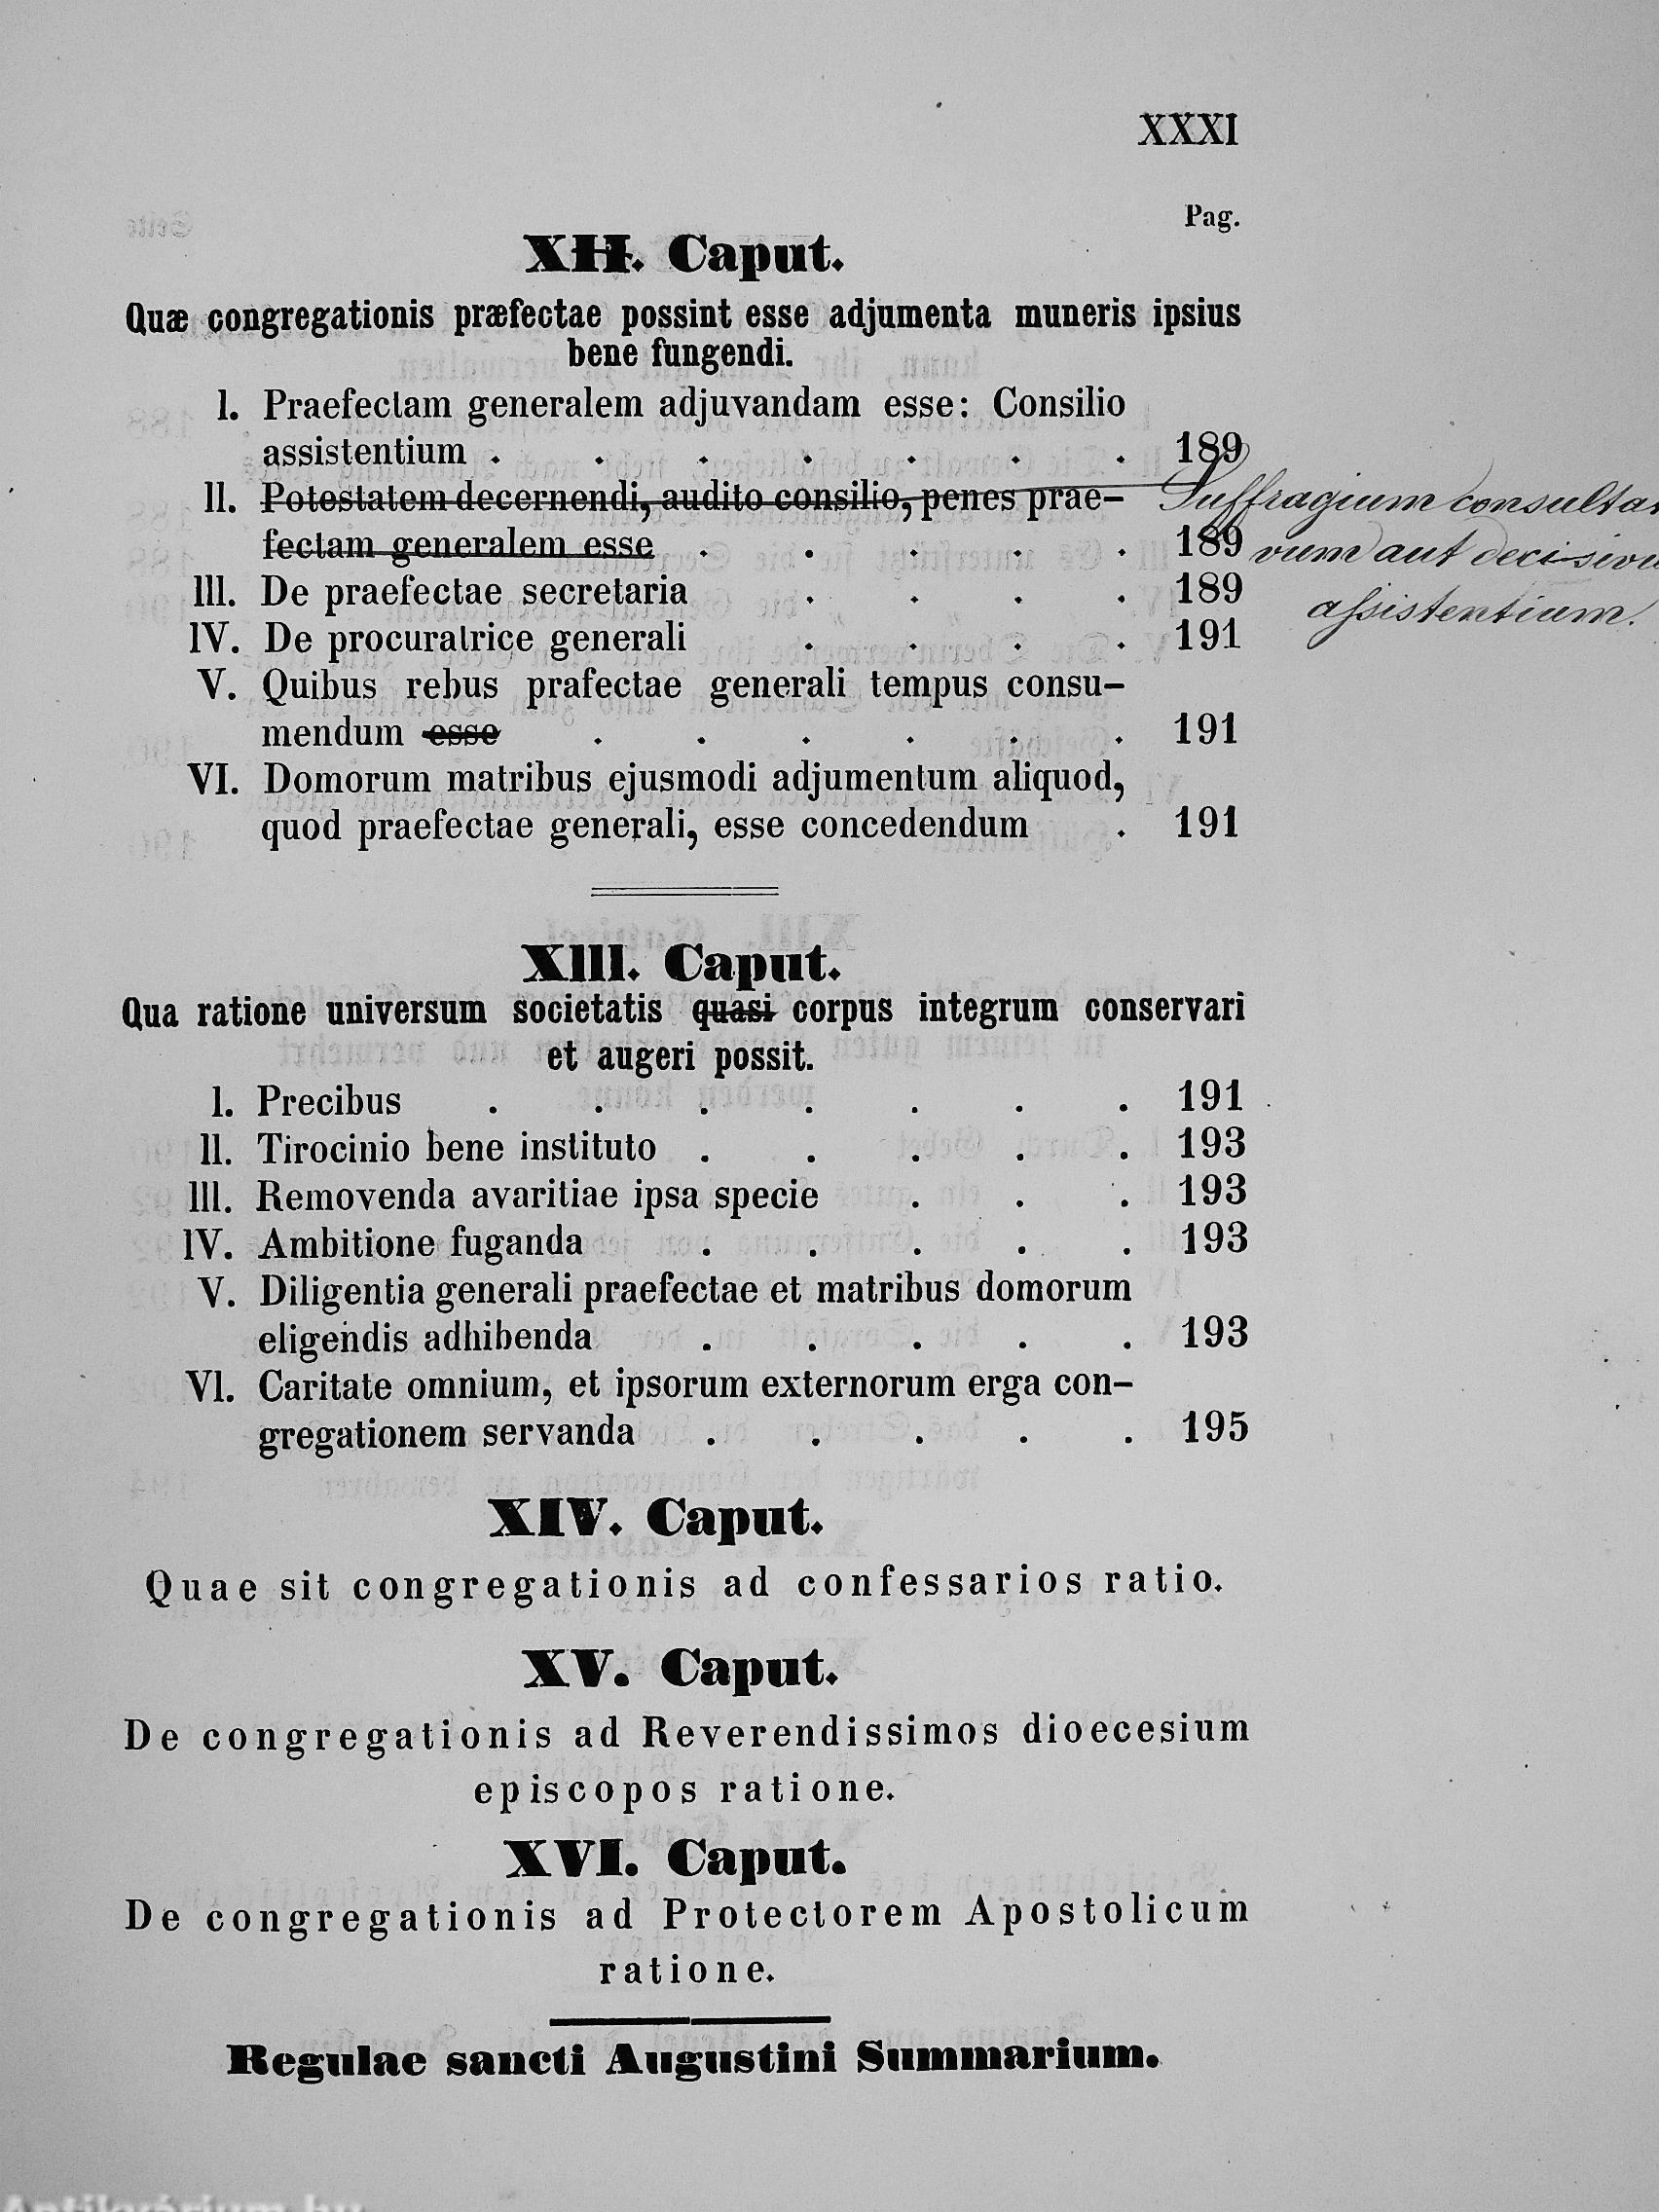 XXXI
Pag.
XII. Caput.
Quæ congregationis præfectae possint esse adjumenta muneris ipsius
bene fungendi.
I. Praefectam generalem adjuvandam esse: Consilio
assistentium . . . . . . . 189
II. Potestatem decernendi, audito consilio, penes prae-
fectam generalem esse . . . . . 189
Suffragium consultati
vum aut decisivu
assistentium.
III. De praefectae secretaria . . . . 189
IV. De procuratrice generali . . . . 191
V. Quibus rebus prafectae generali tempus consu-
mendum esse . . . . . . 191
VI. Domorum matribus ejusmodi adjumentum aliquod,
quod praefectae generali, esse concedendum . 191
XIII. Caput.
Qua ratione universum societatis quasi corpus integrum conservari
et augeri possit.
I. Precibus . . . . . . . 191
II. Tirocinio bene instituto . . . . . 193
III. Removenda avaritiae ipsa specie . . . 193
IV. Ambitione fuganda . . . . . 193
V. Diligentia generali praefectae et matribus domorum
eligendis adhibenda . . . . . 193
VI. Caritate omnium, et ipsorum externorum erga con-
gregationem servanda . . . . . 195
XIV. Caput.
Quae sit congregationis ad confessarios ratio.
XV. Caput.
De congregationis ad Reverendissimos dioecesium
episcopos ratione.
XVI. Caput.
De congregationis ad Protectorem Apostolicum
ratione.
Regulae sancti Augustini Summarium.
Antikvárium.hu